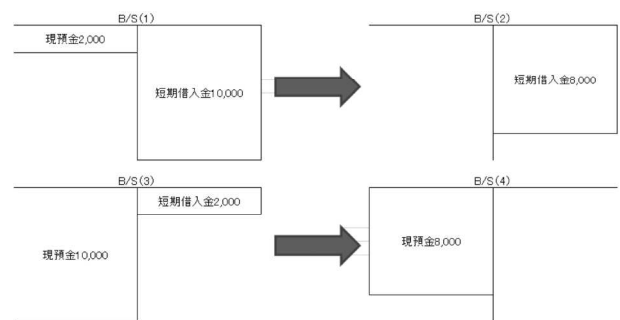 B/S(1)
B/S(2)
現預金2,000
短期借入金10,000
短期借入金8,000
B/S(3)
B/S(4)
短期借入金2,000
現預金10,000
現預金8,000